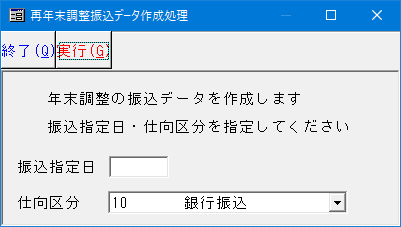 再年末調整振込データ作成処理
終了(Q) 実行(G)
年末調整の振込データを作成します
振込指定日・仕向区分を指定してください
振込指定日
仕向区分 10 銀行振込